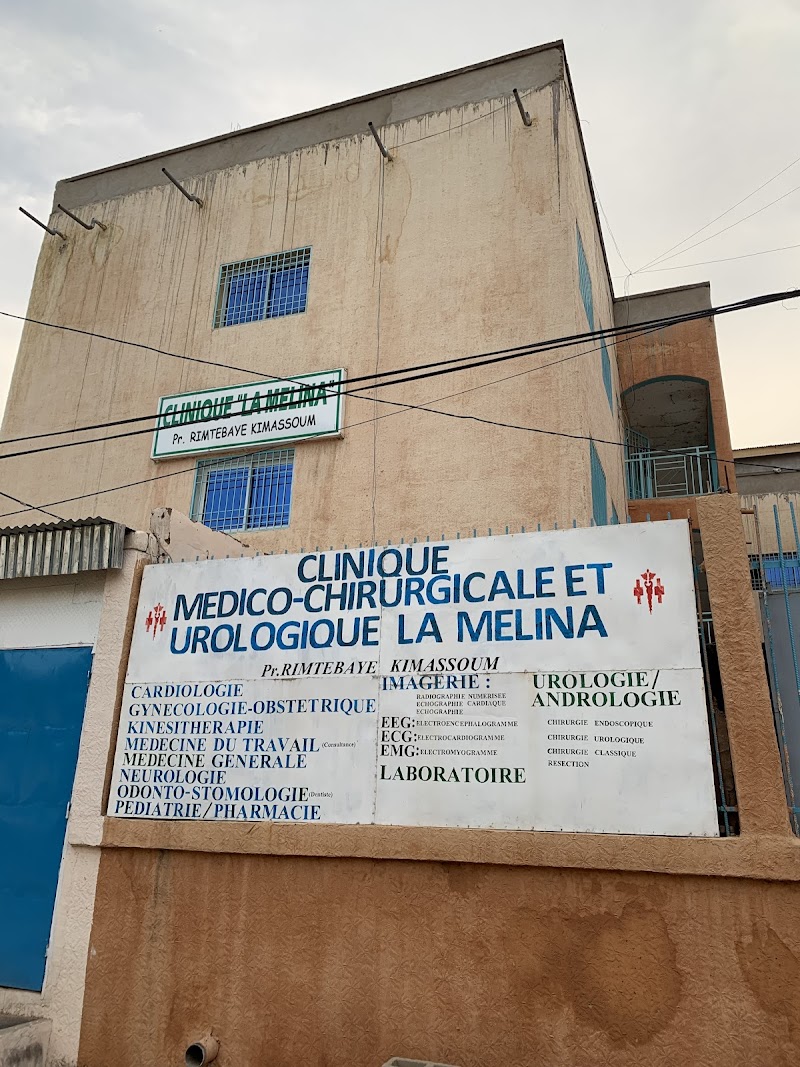 CLINIQUE "LA MELINA"
Pr. RIMTEBAYE KIMASSOUM
CLINIQUE
MEDICO-CHIRURGICALE ET
UROLOGIQUE LA MELINA
Pr.RIMTEBAYE KIMASSOUM
CARDIOLOGIE
GYNECOLOGIE-OBSTETRIQUE
KINESITHERAPIE
MEDECINE DU TRAVAIL (Consultance)
MEDECINE GENERALE
NEUROLOGIE
ODONTO-STOMOLOGIE (Dentiste)
PEDIATRIE/PHARMACIE
IMAGERIE :
RADIOGRAPHIE NUMERISEE
ECHOGRAPHIE CARDIAQUE
ECHOGRAPHIE
EEG: ELECTROENCEPHALOGRAMME
ECG: ELECTROCARDIOGRAMME
EMG: ELECTROMYOGRAMME
LABORATOIRE
UROLOGIE/
ANDROLOGIE
CHIRURGIE ENDOSCOPIQUE
CHIRURGIE UROLOGIQUE
CHIRURGIE CLASSIQUE
RESECTION